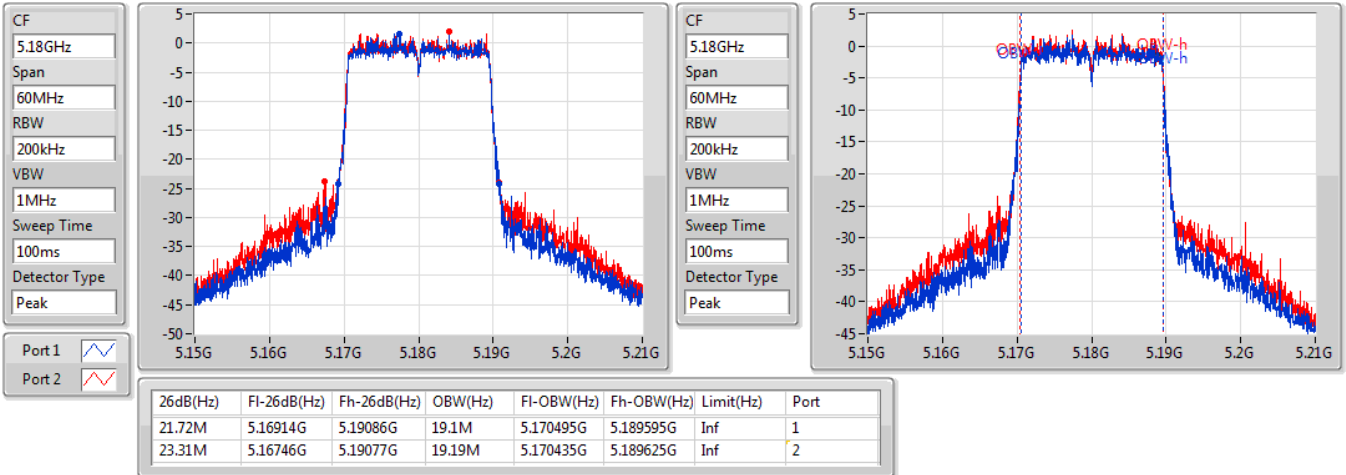 CF
5.18GHz
Span
60MHz
RBW
200kHz
VBW
1MHz
Sweep Time
100ms
Detector Type
Peak
Port 1
Port 2
5
0
-5
-10
-15
-20
-25
-30
-35
-40
-45
-50
5.15G 5.16G 5.17G 5.18G 5.19G 5.2G 5.21G
CF
5.18GHz
Span
60MHz
RBW
200kHz
VBW
1MHz
Sweep Time
100ms
Detector Type
Peak
5
0
-5
-10
-15
-20
-25
-30
-35
-40
-45
OBW-h
OBW-h
5.15G 5.16G 5.17G 5.18G 5.19G 5.2G 5.21G
26dB(Hz) Fl-26dB(Hz) Fh-26dB(Hz) OBW(Hz) Fl-OBW(Hz) Fh-OBW(Hz) Limit(Hz) Port
21.72M 5.16914G 5.19086G 19.1M 5.170495G 5.189595G Inf 1
23.31M 5.16746G 5.19077G 19.19M 5.170435G 5.189625G Inf 2